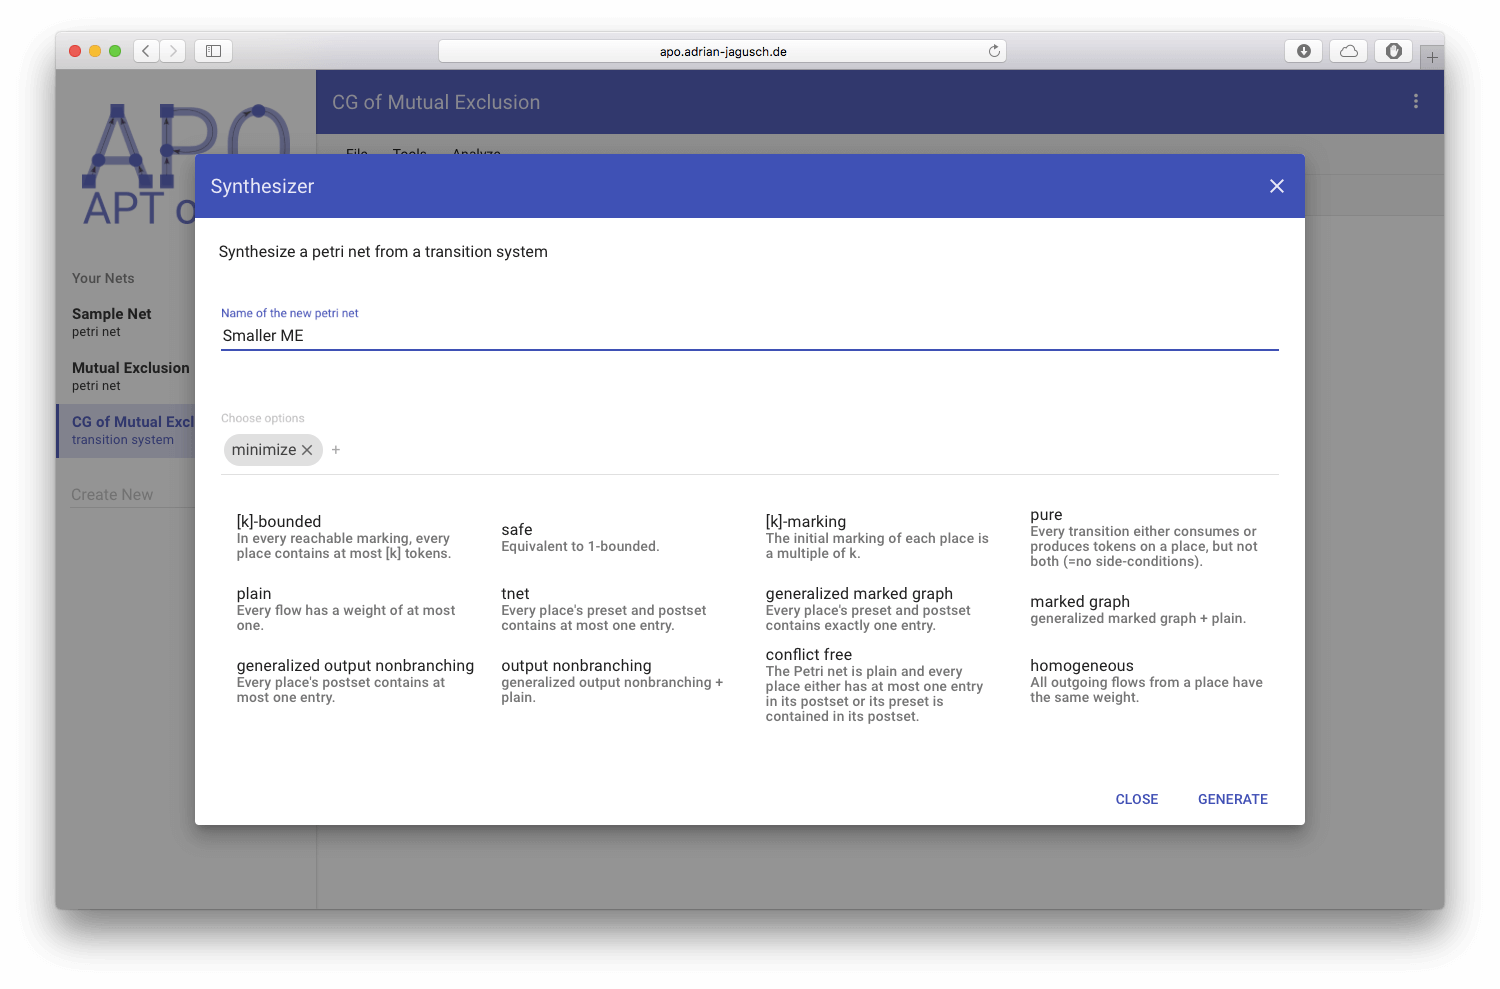 apo.adrian-jagusch.de
APO
APT o
CG of Mutual Exclusion
File Tools Analyze
Your Nets
Sample Net
petri net
Mutual Exclusion
petri net
CG of Mutual Excl
transition system
Create New
Synthesizer
Synthesize a petri net from a transition system
Name of the new petri net
Smaller ME
Choose options
minimize
[k]-bounded
In every reachable marking, every
place contains at most [k] tokens.
safe
Equivalent to 1-bounded.
[k]-marking
The initial marking of each place is
a multiple of k.
pure
Every transition either consumes or
produces tokens on a place, but not
both (=no side-conditions).
plain
Every flow has a weight of at most
one.
tnet
Every place's preset and postset
contains at most one entry.
generalized marked graph
Every place's preset and postset
contains exactly one entry.
marked graph
generalized marked graph + plain.
generalized output nonbranching
Every place's postset contains at
most one entry.
output nonbranching
generalized output nonbranching +
plain.
conflict free
The Petri net is plain and every
place either has at most one entry
in its postset or its preset is
contained in its postset.
homogeneous
All outgoing flows from a place have
the same weight.
CLOSE GENERATE